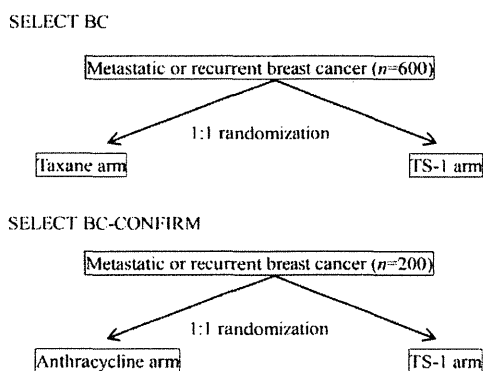 SELECT BC
Metastatic or recurrent breast cancer (n=600)
1:1 randomization
Taxane arm
TS-1 arm
SELECT BC-CONFIRM
Metastatic or recurrent breast cancer (n=200)
1:1 randomization
Anthracycline arm
TS-1 arm